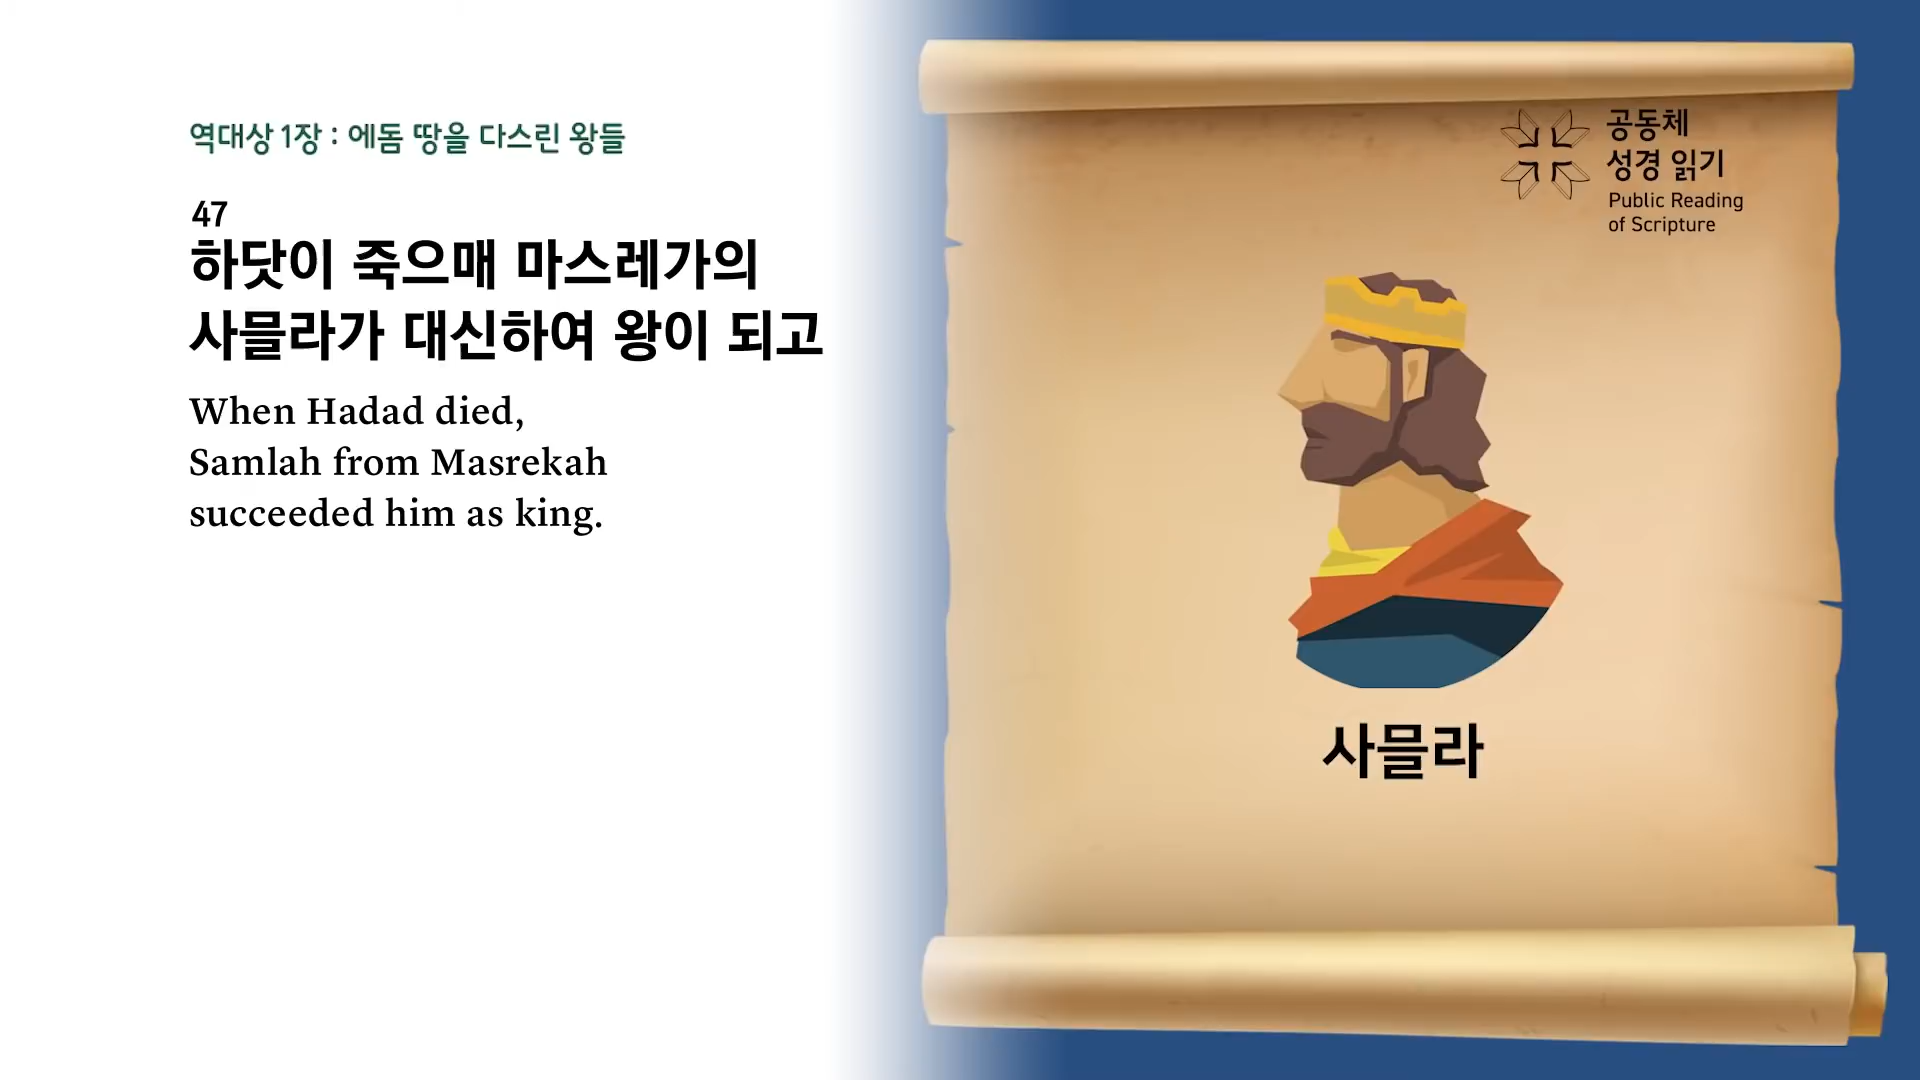 역대상 1장 : 에돔 땅을 다스린 왕들
47
하닷이 죽으매 마스레가의
사믈라가 대신하여 왕이 되고
When Hadad died,
Samlah from Masrekah
succeeded him as king.
공동체
성경 읽기
Public Reading
of Scripture
사믈라